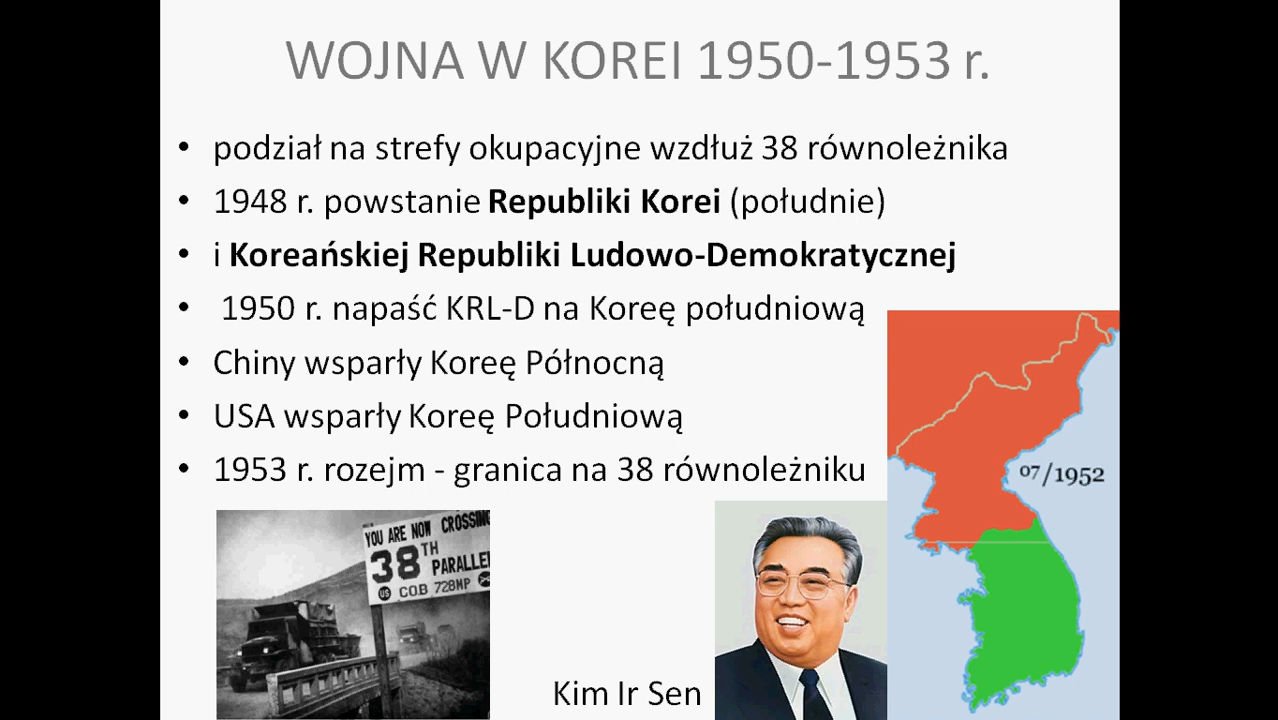 WOJNA W KOREI 1950-1953 r.
• podział na strefy okupacyjne wzdłuż 38 równoleżnika
• 1948 r. powstanie Republiki Korei (południe)
• i Koreańskiej Republiki Ludowo-Demokratycznej
• 1950 r. napaść KRL-D na Koreę południową
• Chiny wsparły Koreę Północną
• USA wsparły Koreę Południową
• 1953 r. rozejm - granica na 38 równoleżniku
07/1952
YOU ARE NOW CROSSING
38TH
PARALLEL
US COB 728MP
Kim Ir Sen